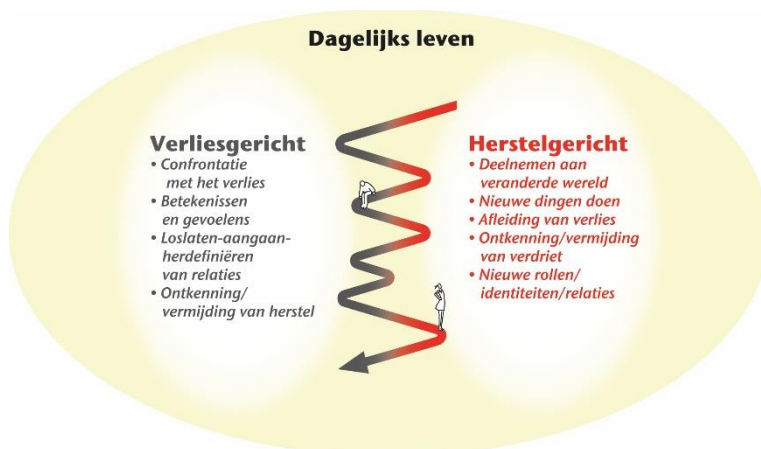 Dagelijks leven
Verliesgericht
• Confrontatie
met het verlies
• Betekenissen
en gevoelens
• Loslaten-aangaan-
herdefiniëren
van relaties
• Ontkenning/
vermijding van herstel
Herstelgericht
• Deelnemen aan
veranderde wereld
• Nieuwe dingen doen
• Afleiding van verlies
• Ontkenning/vermijding
van verdriet
• Nieuwe rollen/
identiteiten/relaties